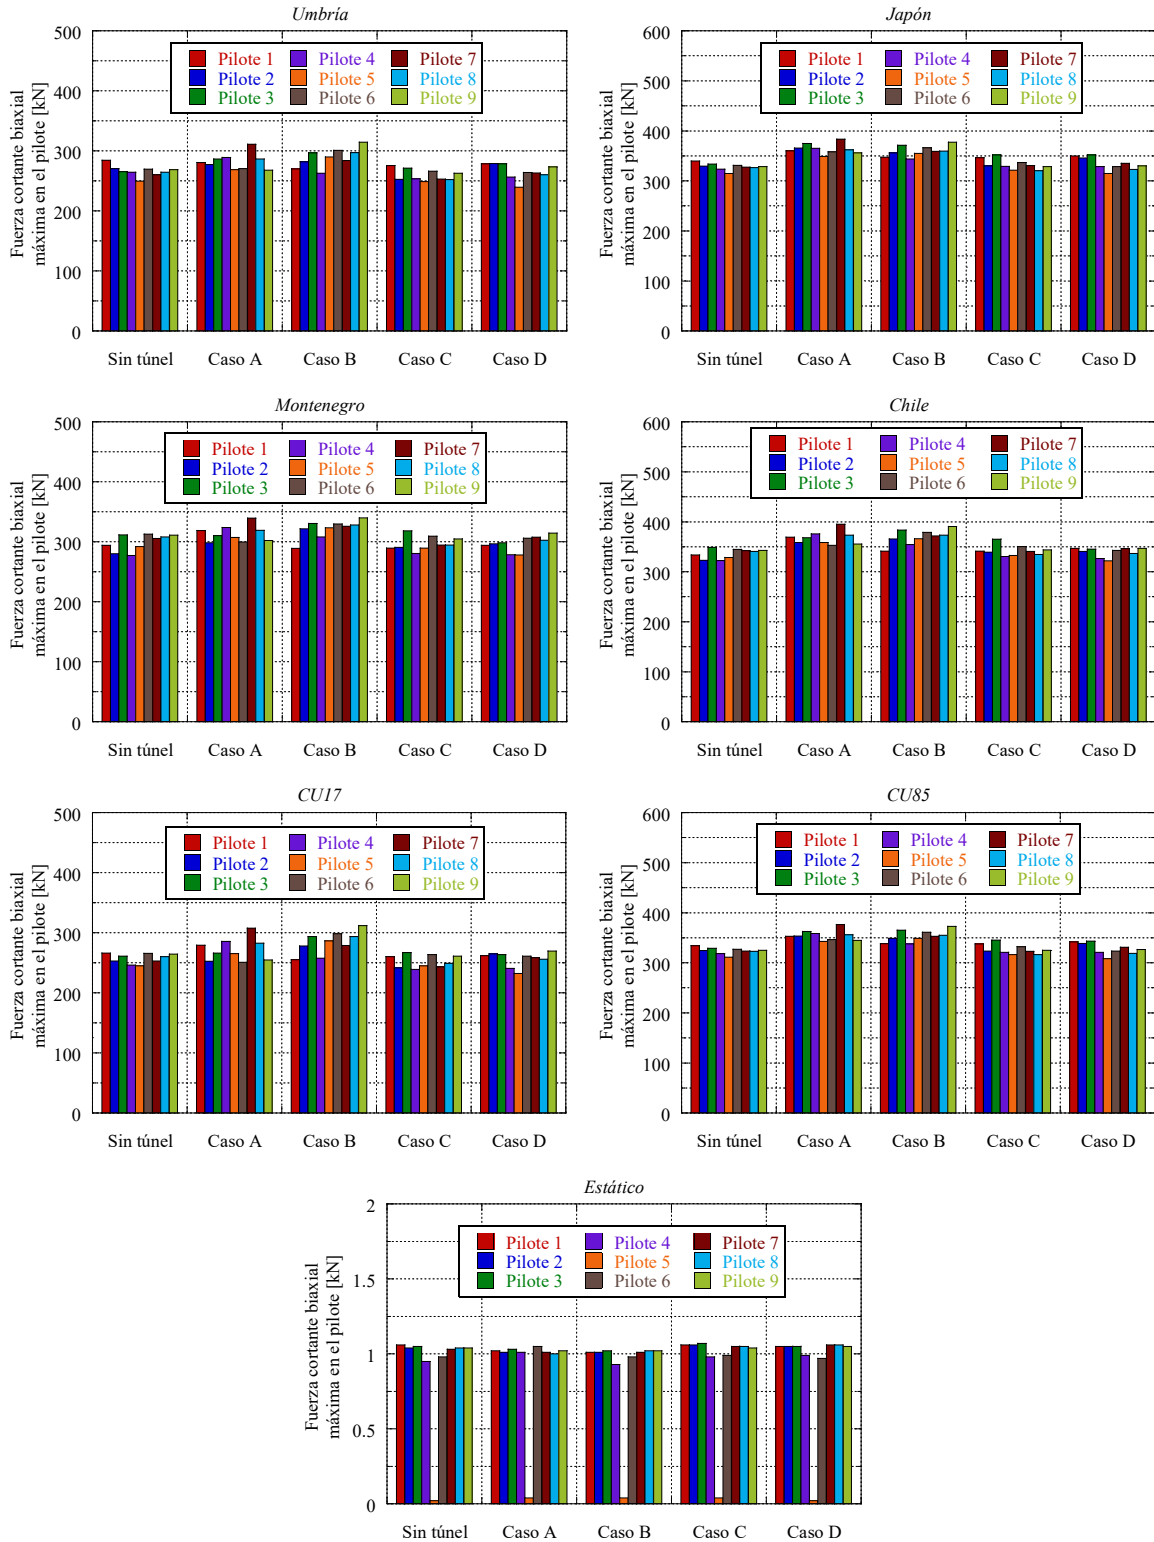 Umbría
Fuerza cortante biaxial
máxima en el pilote [kN]
500
400
300
200
100
0
Pilote 1 Pilote 4 Pilote 7
Pilote 2 Pilote 5 Pilote 8
Pilote 3 Pilote 6 Pilote 9
Sin túnel Caso A Caso B Caso C Caso D
Japón
Fuerza cortante biaxial
máxima en el pilote [kN]
600
500
400
300
200
100
0
Pilote 1 Pilote 4 Pilote 7
Pilote 2 Pilote 5 Pilote 8
Pilote 3 Pilote 6 Pilote 9
Sin túnel Caso A Caso B Caso C Caso D
Montenegro
Fuerza cortante biaxial
máxima en el pilote [kN]
500
400
300
200
100
0
Pilote 1 Pilote 4 Pilote 7
Pilote 2 Pilote 5 Pilote 8
Pilote 3 Pilote 6 Pilote 9
Sin túnel Caso A Caso B Caso C Caso D
Chile
Fuerza cortante biaxial
máxima en el pilote [kN]
600
500
400
300
200
100
0
Pilote 1 Pilote 4 Pilote 7
Pilote 2 Pilote 5 Pilote 8
Pilote 3 Pilote 6 Pilote 9
Sin túnel Caso A Caso B Caso C Caso D
CU17
Fuerza cortante biaxial
máxima en el pilote [kN]
500
400
300
200
100
0
Pilote 1 Pilote 4 Pilote 7
Pilote 2 Pilote 5 Pilote 8
Pilote 3 Pilote 6 Pilote 9
Sin túnel Caso A Caso B Caso C Caso D
CU85
Fuerza cortante biaxial
máxima en el pilote [kN]
600
500
400
300
200
100
0
Pilote 1 Pilote 4 Pilote 7
Pilote 2 Pilote 5 Pilote 8
Pilote 3 Pilote 6 Pilote 9
Sin túnel Caso A Caso B Caso C Caso D
Estático
Fuerza cortante biaxial
máxima en el pilote [kN]
2
1.5
1
0.5
0
Pilote 1 Pilote 4 Pilote 7
Pilote 2 Pilote 5 Pilote 8
Pilote 3 Pilote 6 Pilote 9
Sin túnel Caso A Caso B Caso C Caso D